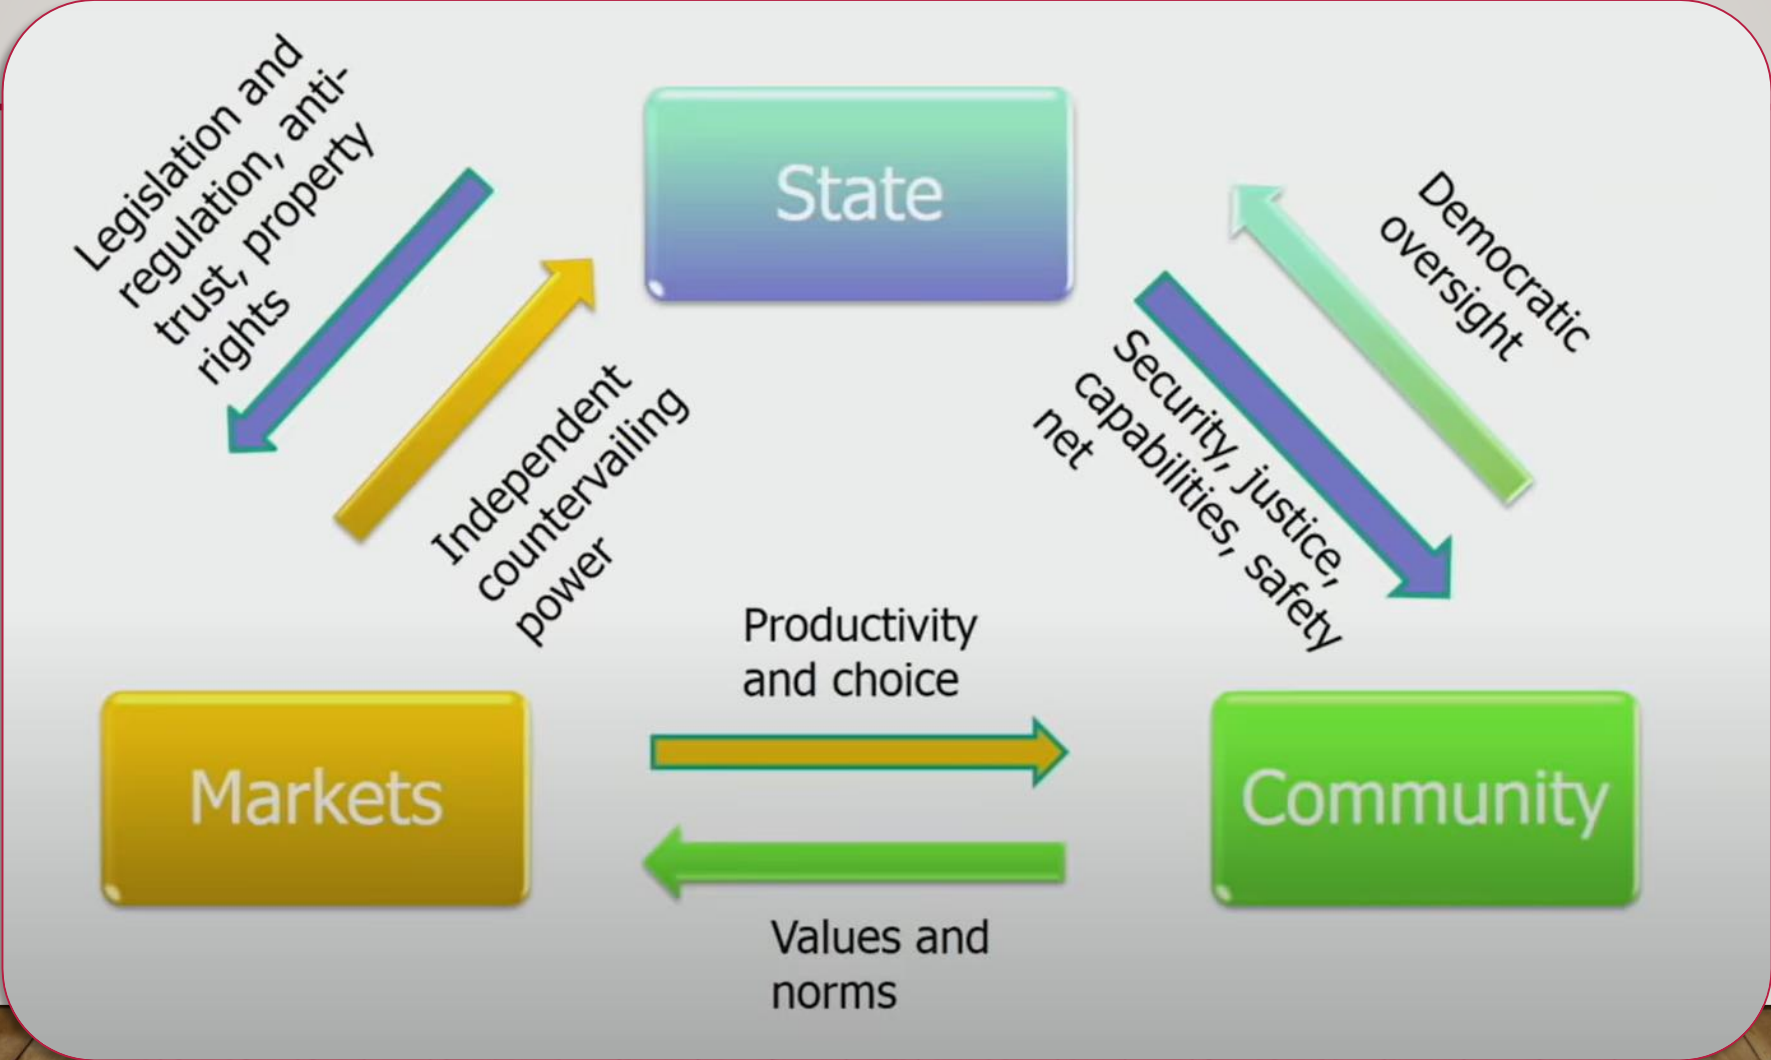 Legislation and
regulation, anti-
trust, property
rights
State
Democratic
oversight
Independent
countervailing
power
Security, justice,
capabilities, safety
net
Productivity
and choice
Markets
Community
Values and
norms